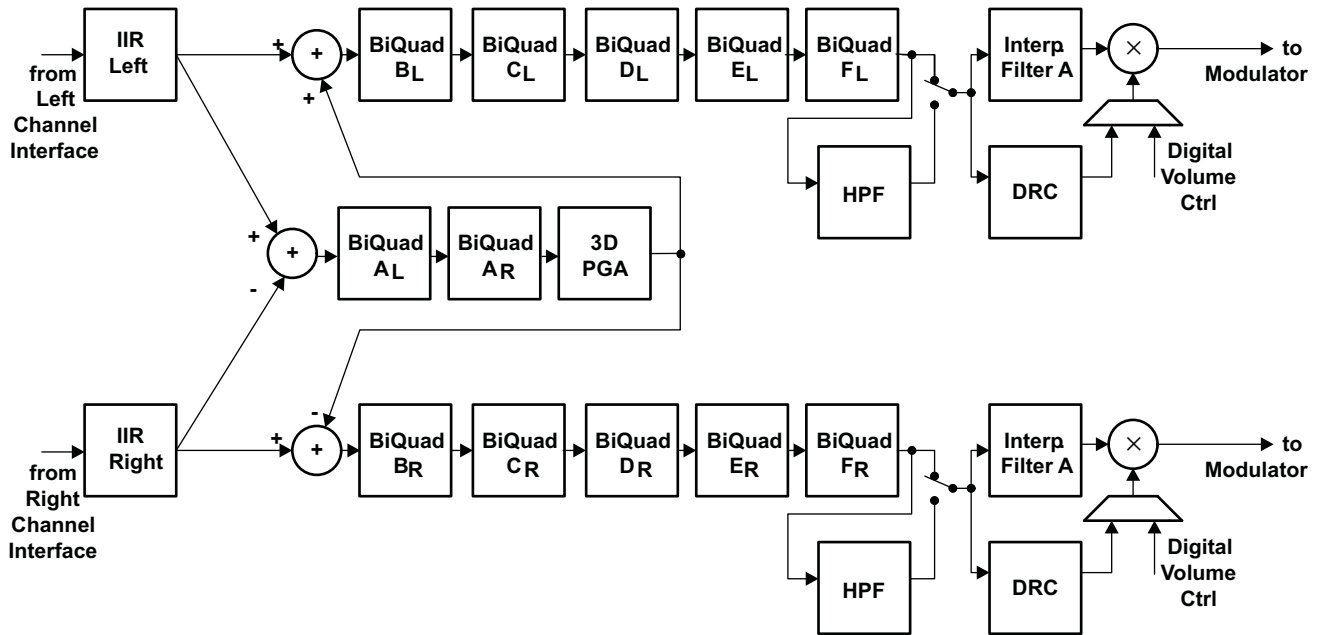 IIR
Left
from
Left
Channel
Interface
+
+
+
BiQuad
BL
BiQuad
CL
BiQuad
DL
BiQuad
EL
BiQuad
FL
HPF
Interp.
Filter A
DRC
×
to
Modulator
Digital
Volume
Ctrl
+
-
+
BiQuad
AL
BiQuad
AR
3D
PGA
IIR
Right
from
Right
Channel
Interface
+
-
+
BiQuad
BR
BiQuad
CR
BiQuad
DR
BiQuad
ER
BiQuad
FR
HPF
Interp.
Filter A
DRC
×
to
Modulator
Digital
Volume
Ctrl